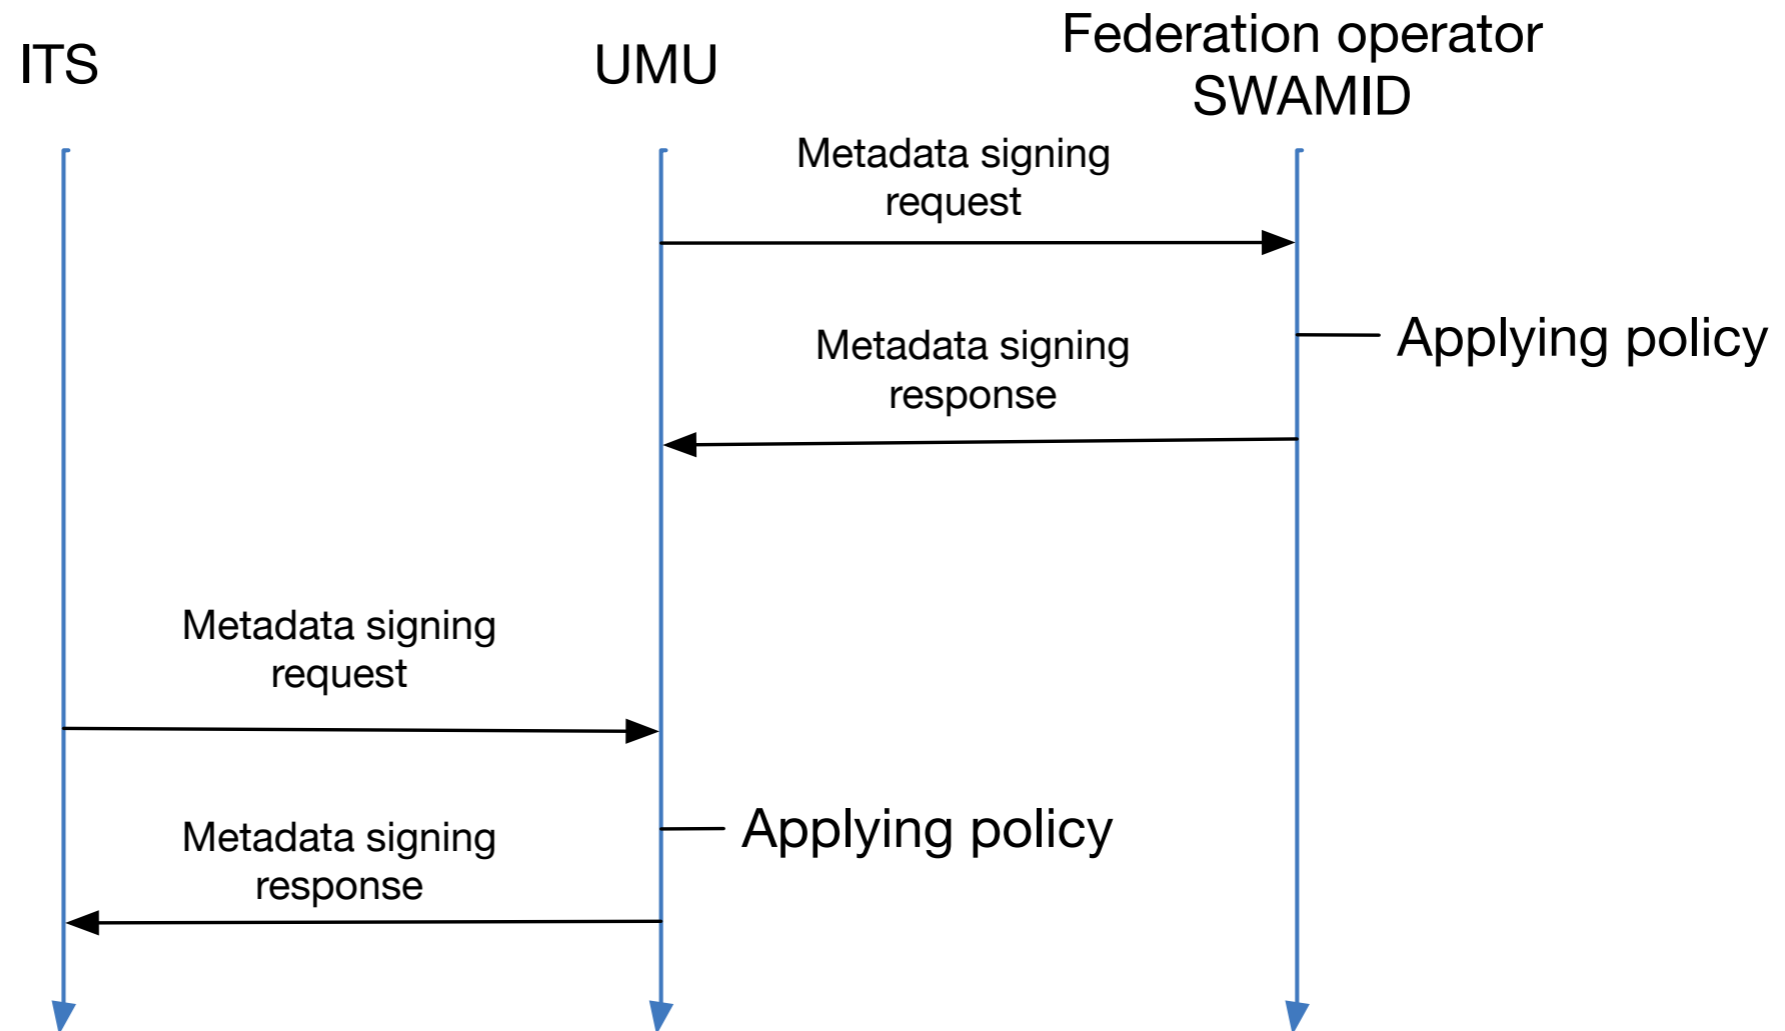 ITS
UMU
Federation operator
SWAMID
Metadata signing
request
Applying policy
Metadata signing
response
Metadata signing
request
Applying policy
Metadata signing
response